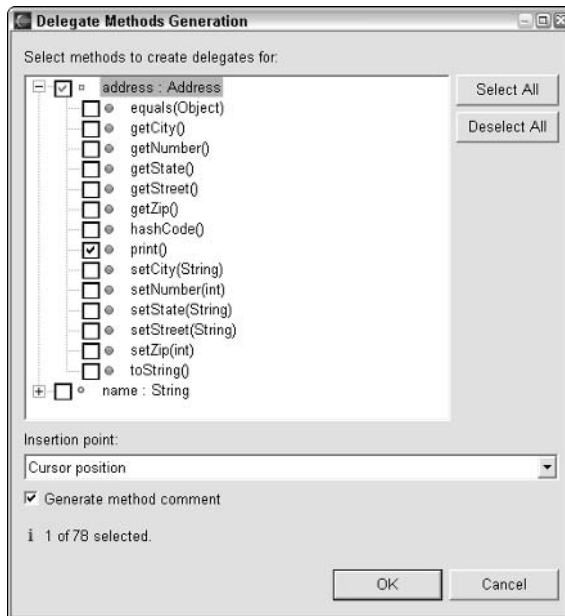 Delegate Methods Generation
Select methods to create delegates for:
address : Address
equals(Object)
getCity()
getNumber()
getState()
getStreet()
getZip()
hashCode()
print()
setCity(String)
setNumber(int)
setState(String)
setStreet(String)
setZip(int)
toString()
name : String
Select All
Deselect All
Insertion point:
Cursor position
Generate method comment
i 1 of 78 selected.
OK
Cancel